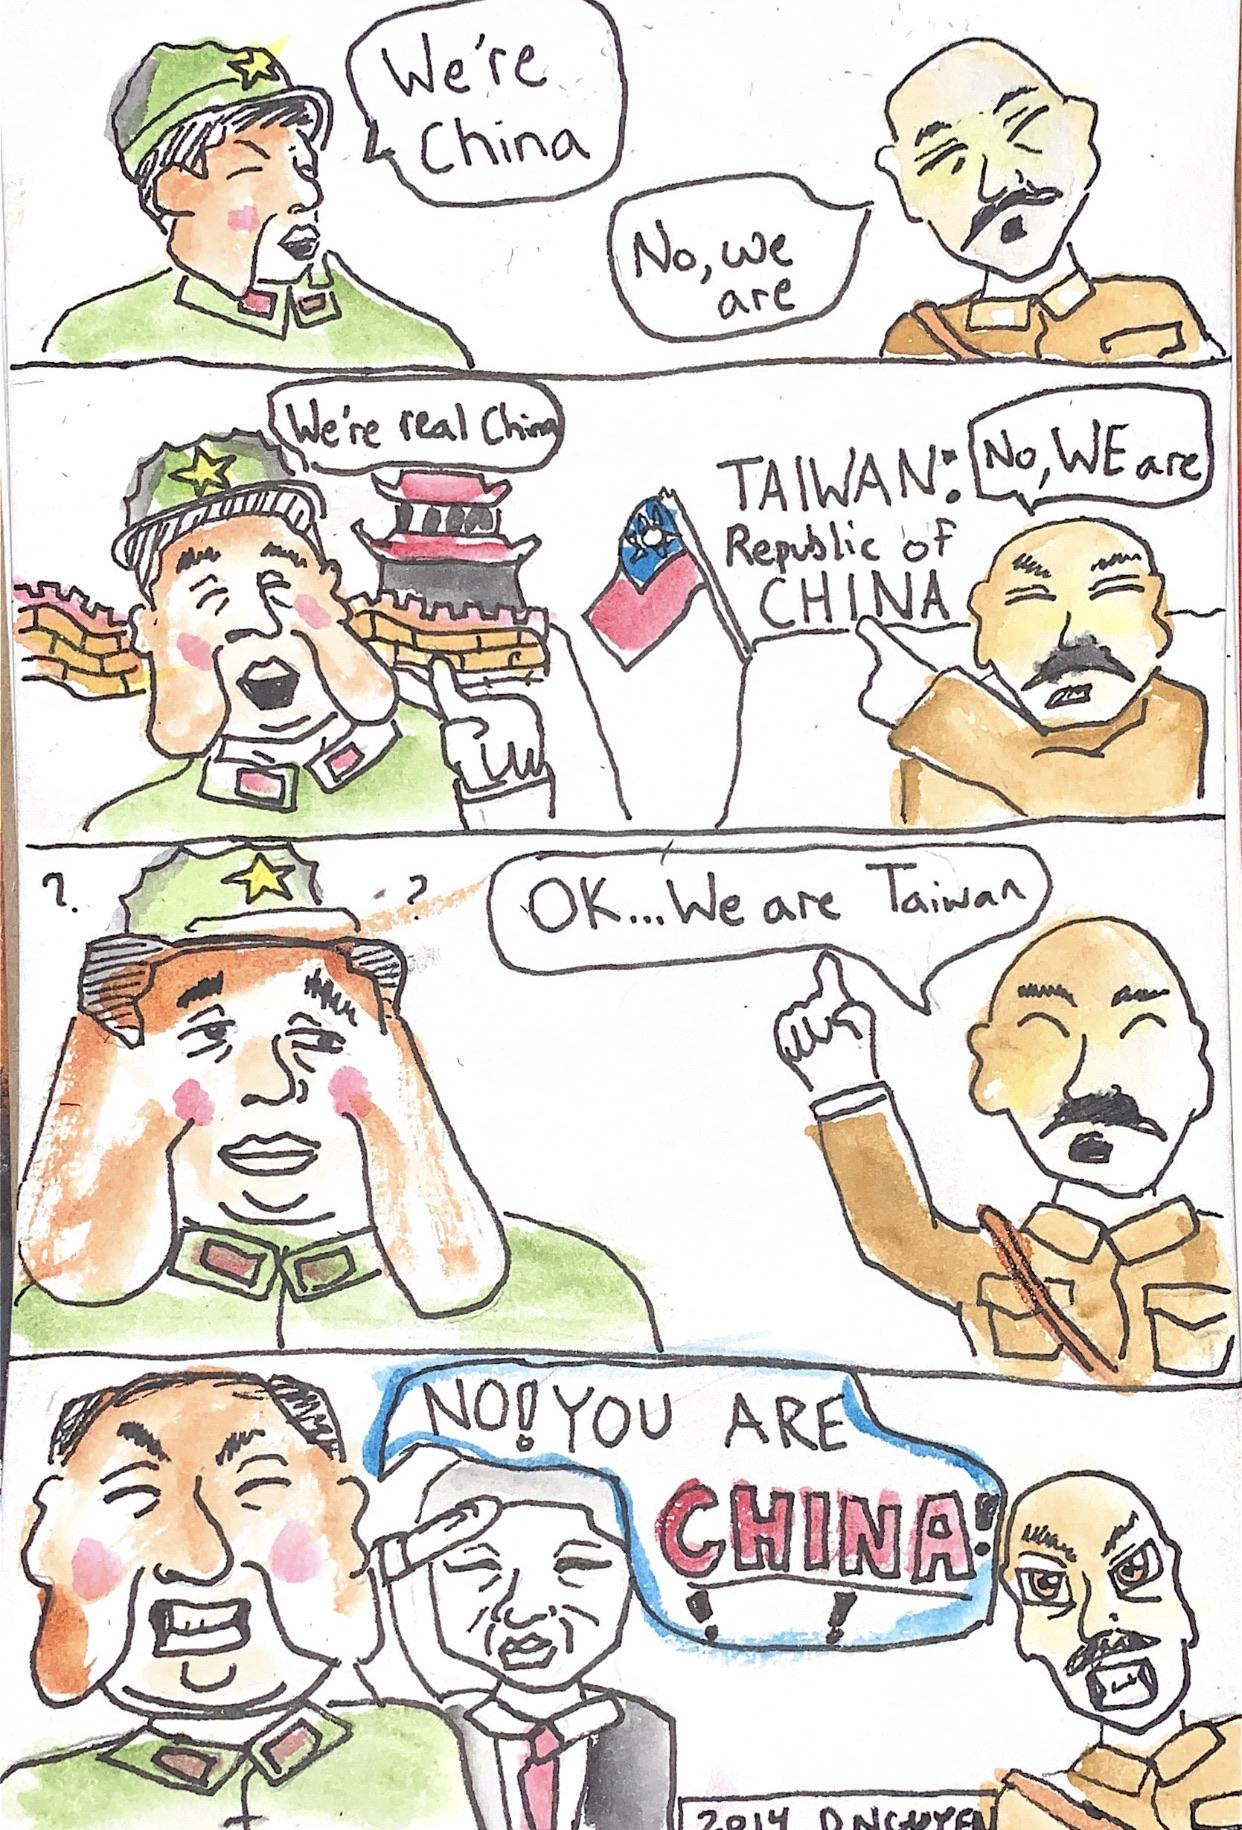 We're
China
No, we
are
We're real China
TAIWAN:
Republic of
CHINA
No, WE are
?
?
OK...We are Taiwan
NO! YOU ARE
CHINA!
! !
2014 D.NGUYEN